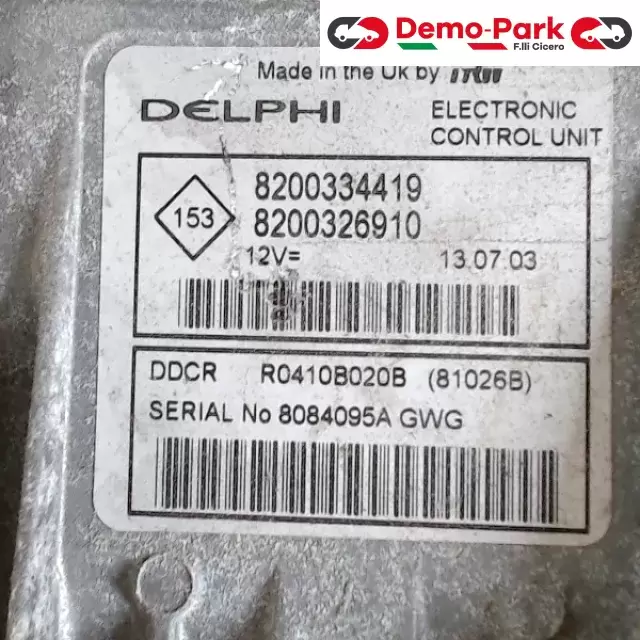 Demo-Park
F.lli Cicero
Made in the Uk by TRW
DELPHI
ELECTRONIC
CONTROL UNIT
153
8200334419
8200326910
12V=
13.07.03
DDCR R0410B020B (81026B)
SERIAL No 8084095A GWG